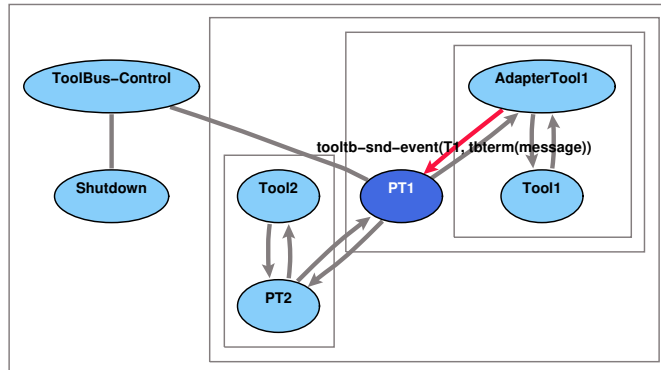 ToolBus-Control
AdapterTool1
tooltb-snd-event(T1, tbterm(message))
Shutdown
Tool2
PT1
Tool1
PT2